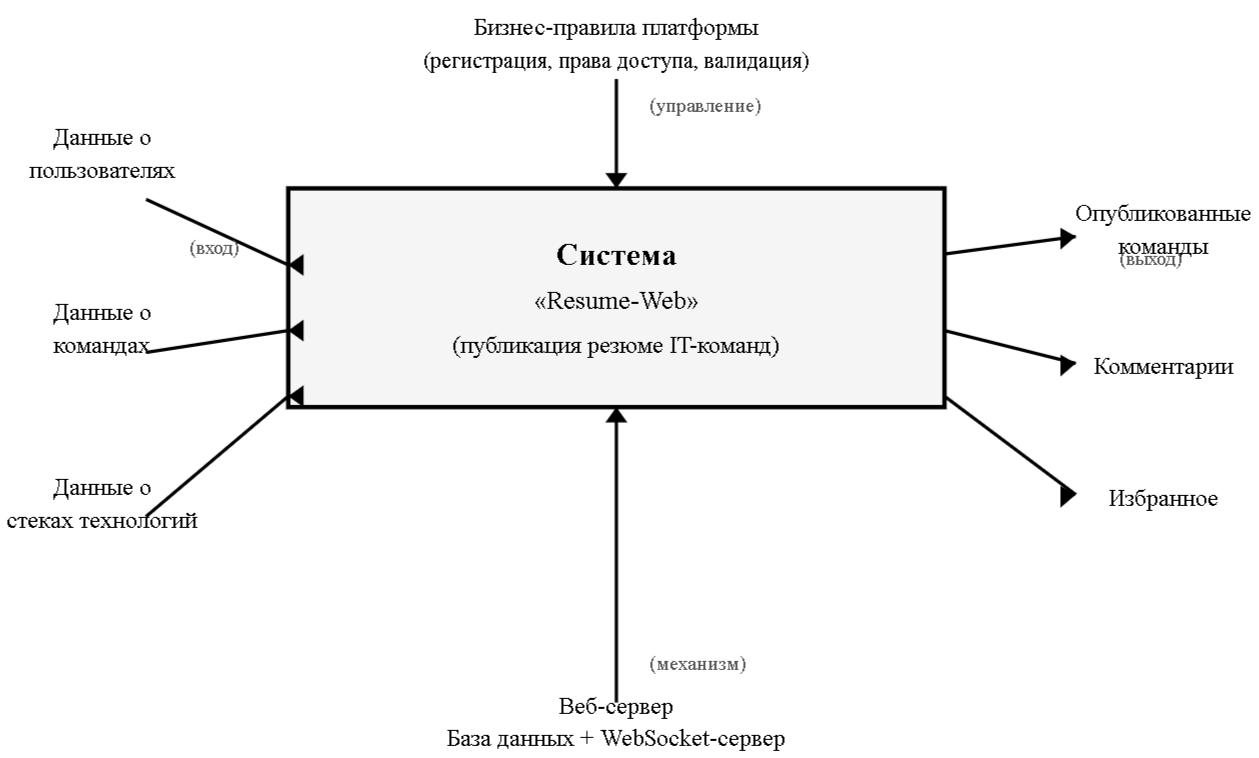 Бизнес-правила платформы
(регистрация, права доступа, валидация)
(управление)
Данные о
пользователях
(вход)
Данные о
командах
Данные о
стеках технологий
Система
«Resume-Web»
(публикация резюме IT-команд)
Опубликованные
команды
(выход)
Комментарии
Избранное
(механизм)
Веб-сервер
База данных + WebSocket-сервер